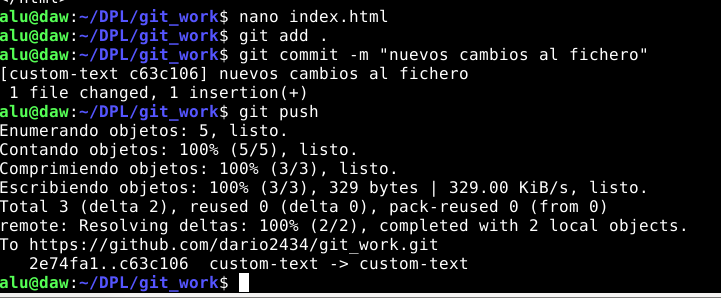 </html>
alu@daw:~/DPL/git_work$ nano index.html
alu@daw:~/DPL/git_work$ git add .
alu@daw:~/DPL/git_work$ git commit -m "nuevos cambios al fichero"
[custom-text c63c106] nuevos cambios al fichero
 1 file changed, 1 insertion(+)
alu@daw:~/DPL/git_work$ git push
Enumerando objetos: 5, listo.
Contando objetos: 100% (5/5), listo.
Comprimiendo objetos: 100% (3/3), listo.
Escribiendo objetos: 100% (3/3), 329 bytes | 329.00 KiB/s, listo.
Total 3 (delta 2), reused 0 (delta 0), pack-reused 0 (from 0)
remote: Resolving deltas: 100% (2/2), completed with 2 local objects.
To https://github.com/dario2434/git_work.git
   2e74fa1..c63c106  custom-text -> custom-text
alu@daw:~/DPL/git_work$